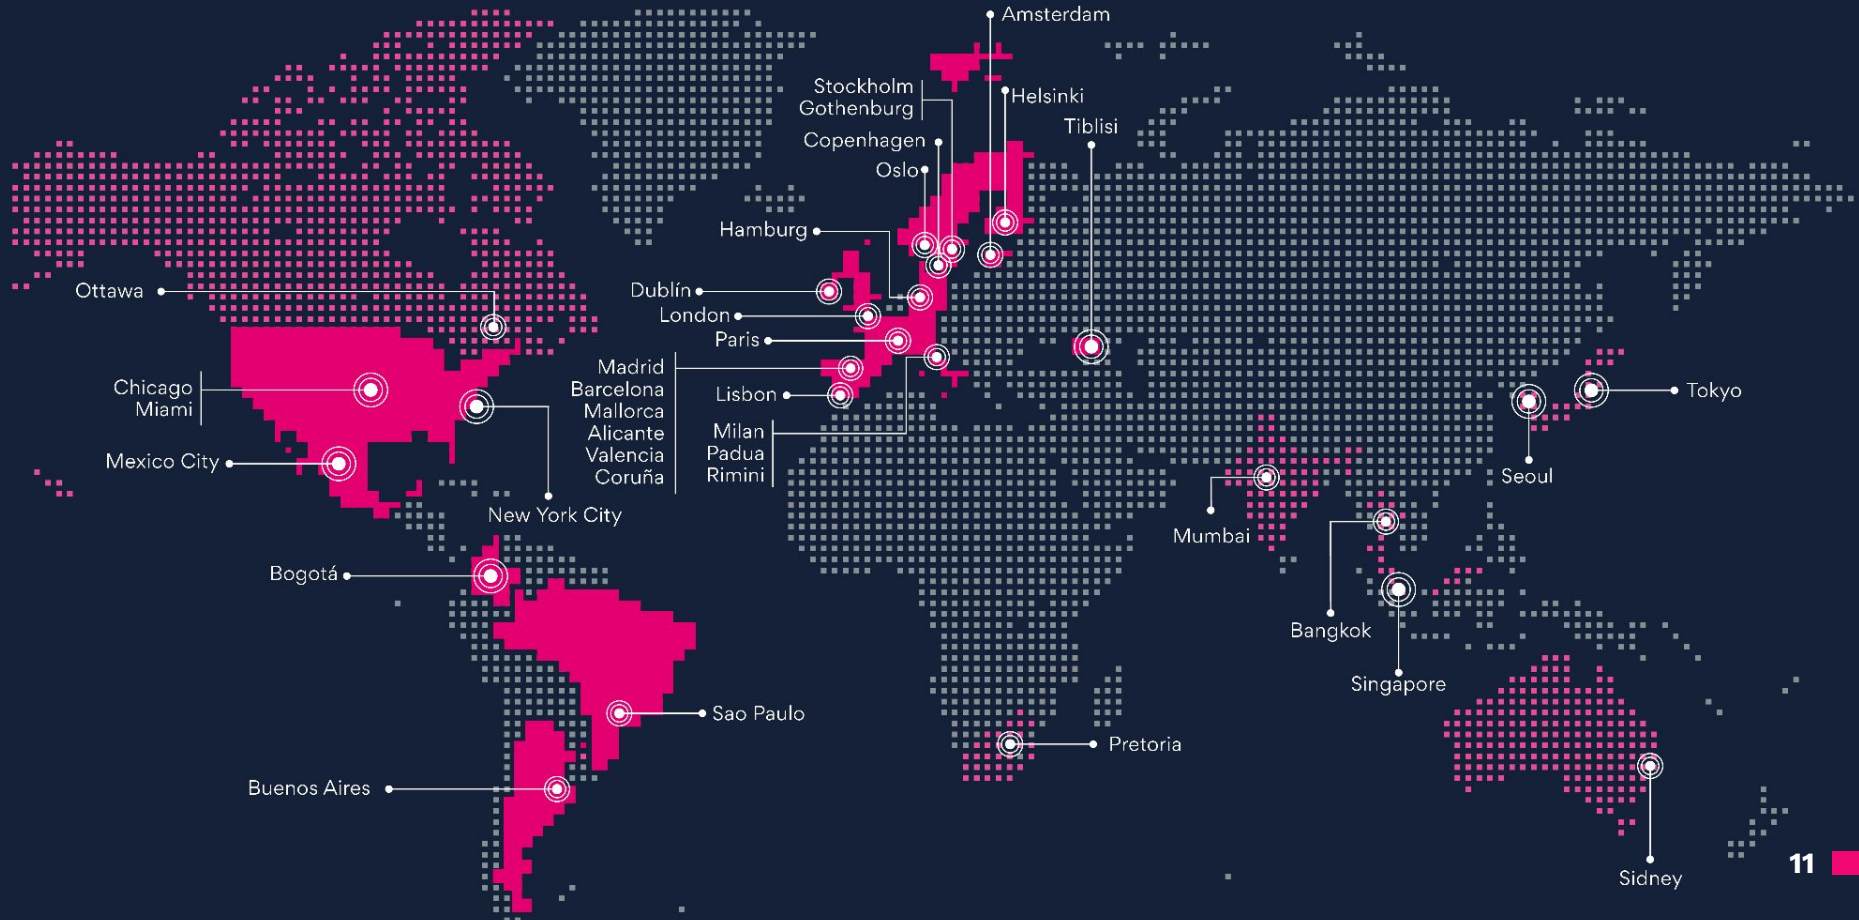 Amsterdam
Stockholm
Gothenburg
Helsinki
Copenhagen
Tiblisi
Oslo
Hamburg
Ottawa
Dublín
London
Paris
Madrid
Barcelona
Mallorca
Alicante
Valencia
Coruña
Lisbon
Milan
Padua
Rimini
Chicago
Miami
Tokyo
Mexico City
Seoul
New York City
Mumbai
Bogotá
Bangkok
Singapore
Sao Paulo
Pretoria
Buenos Aires
11
Sidney